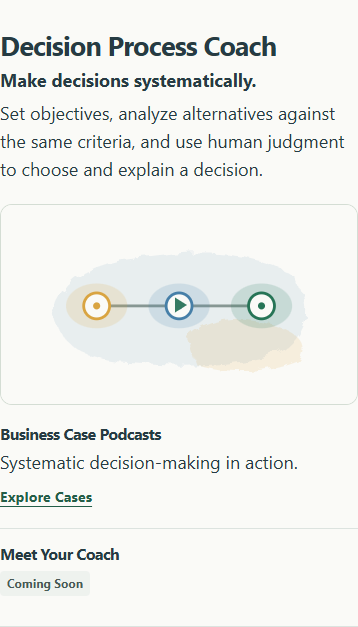 Decision Process Coach
Make decisions systematically.
Set objectives, analyze alternatives against
the same criteria, and use human judgment
to choose and explain a decision.
Business Case Podcasts
Systematic decision-making in action.
Explore Cases
Meet Your Coach
Coming Soon